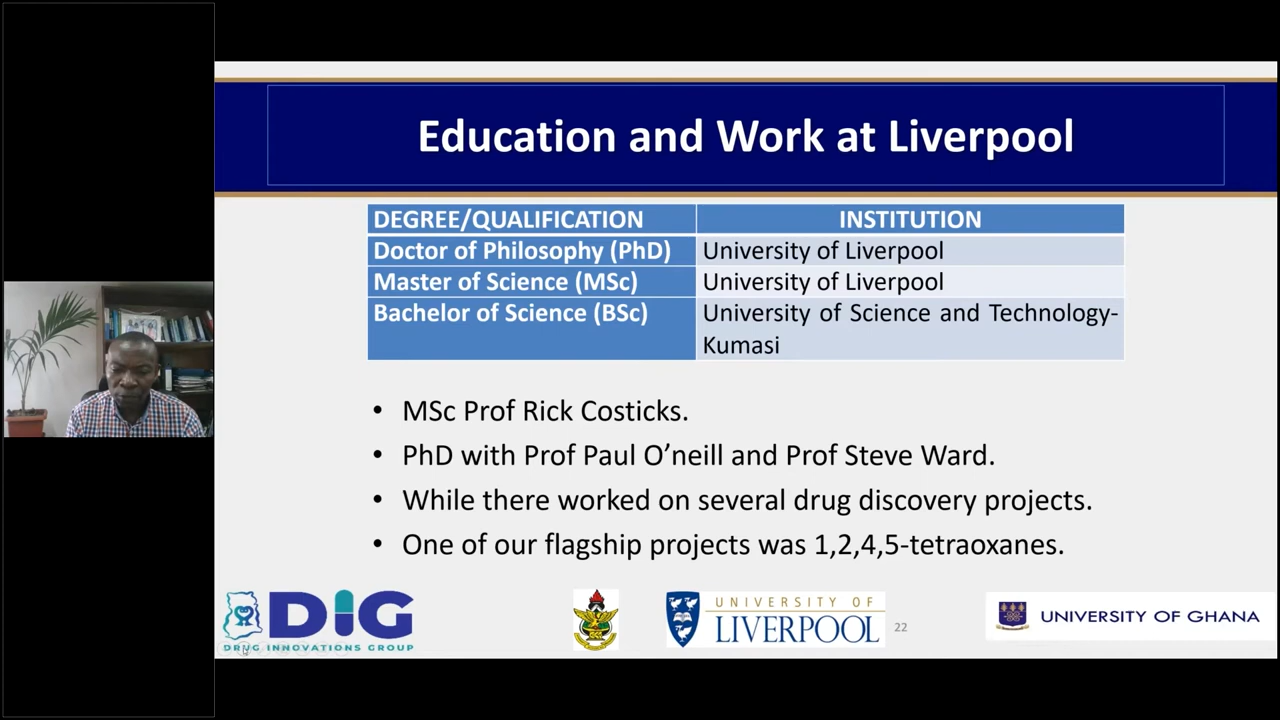 Education and Work at Liverpool
DEGREE/QUALIFICATION INSTITUTION
Doctor of Philosophy (PhD) University of Liverpool
Master of Science (MSc) University of Liverpool
Bachelor of Science (BSc) University of Science and Technology-
Kumasi
• MSc Prof Rick Costicks.
• PhD with Prof Paul O’neill and Prof Steve Ward.
• While there worked on several drug discovery projects.
• One of our flagship projects was 1,2,4,5-tetraoxanes.
DIG
DRUG INNOVATIONS GROUP
UNIVERSITY OF
LIVERPOOL
22
UNIVERSITY OF GHANA